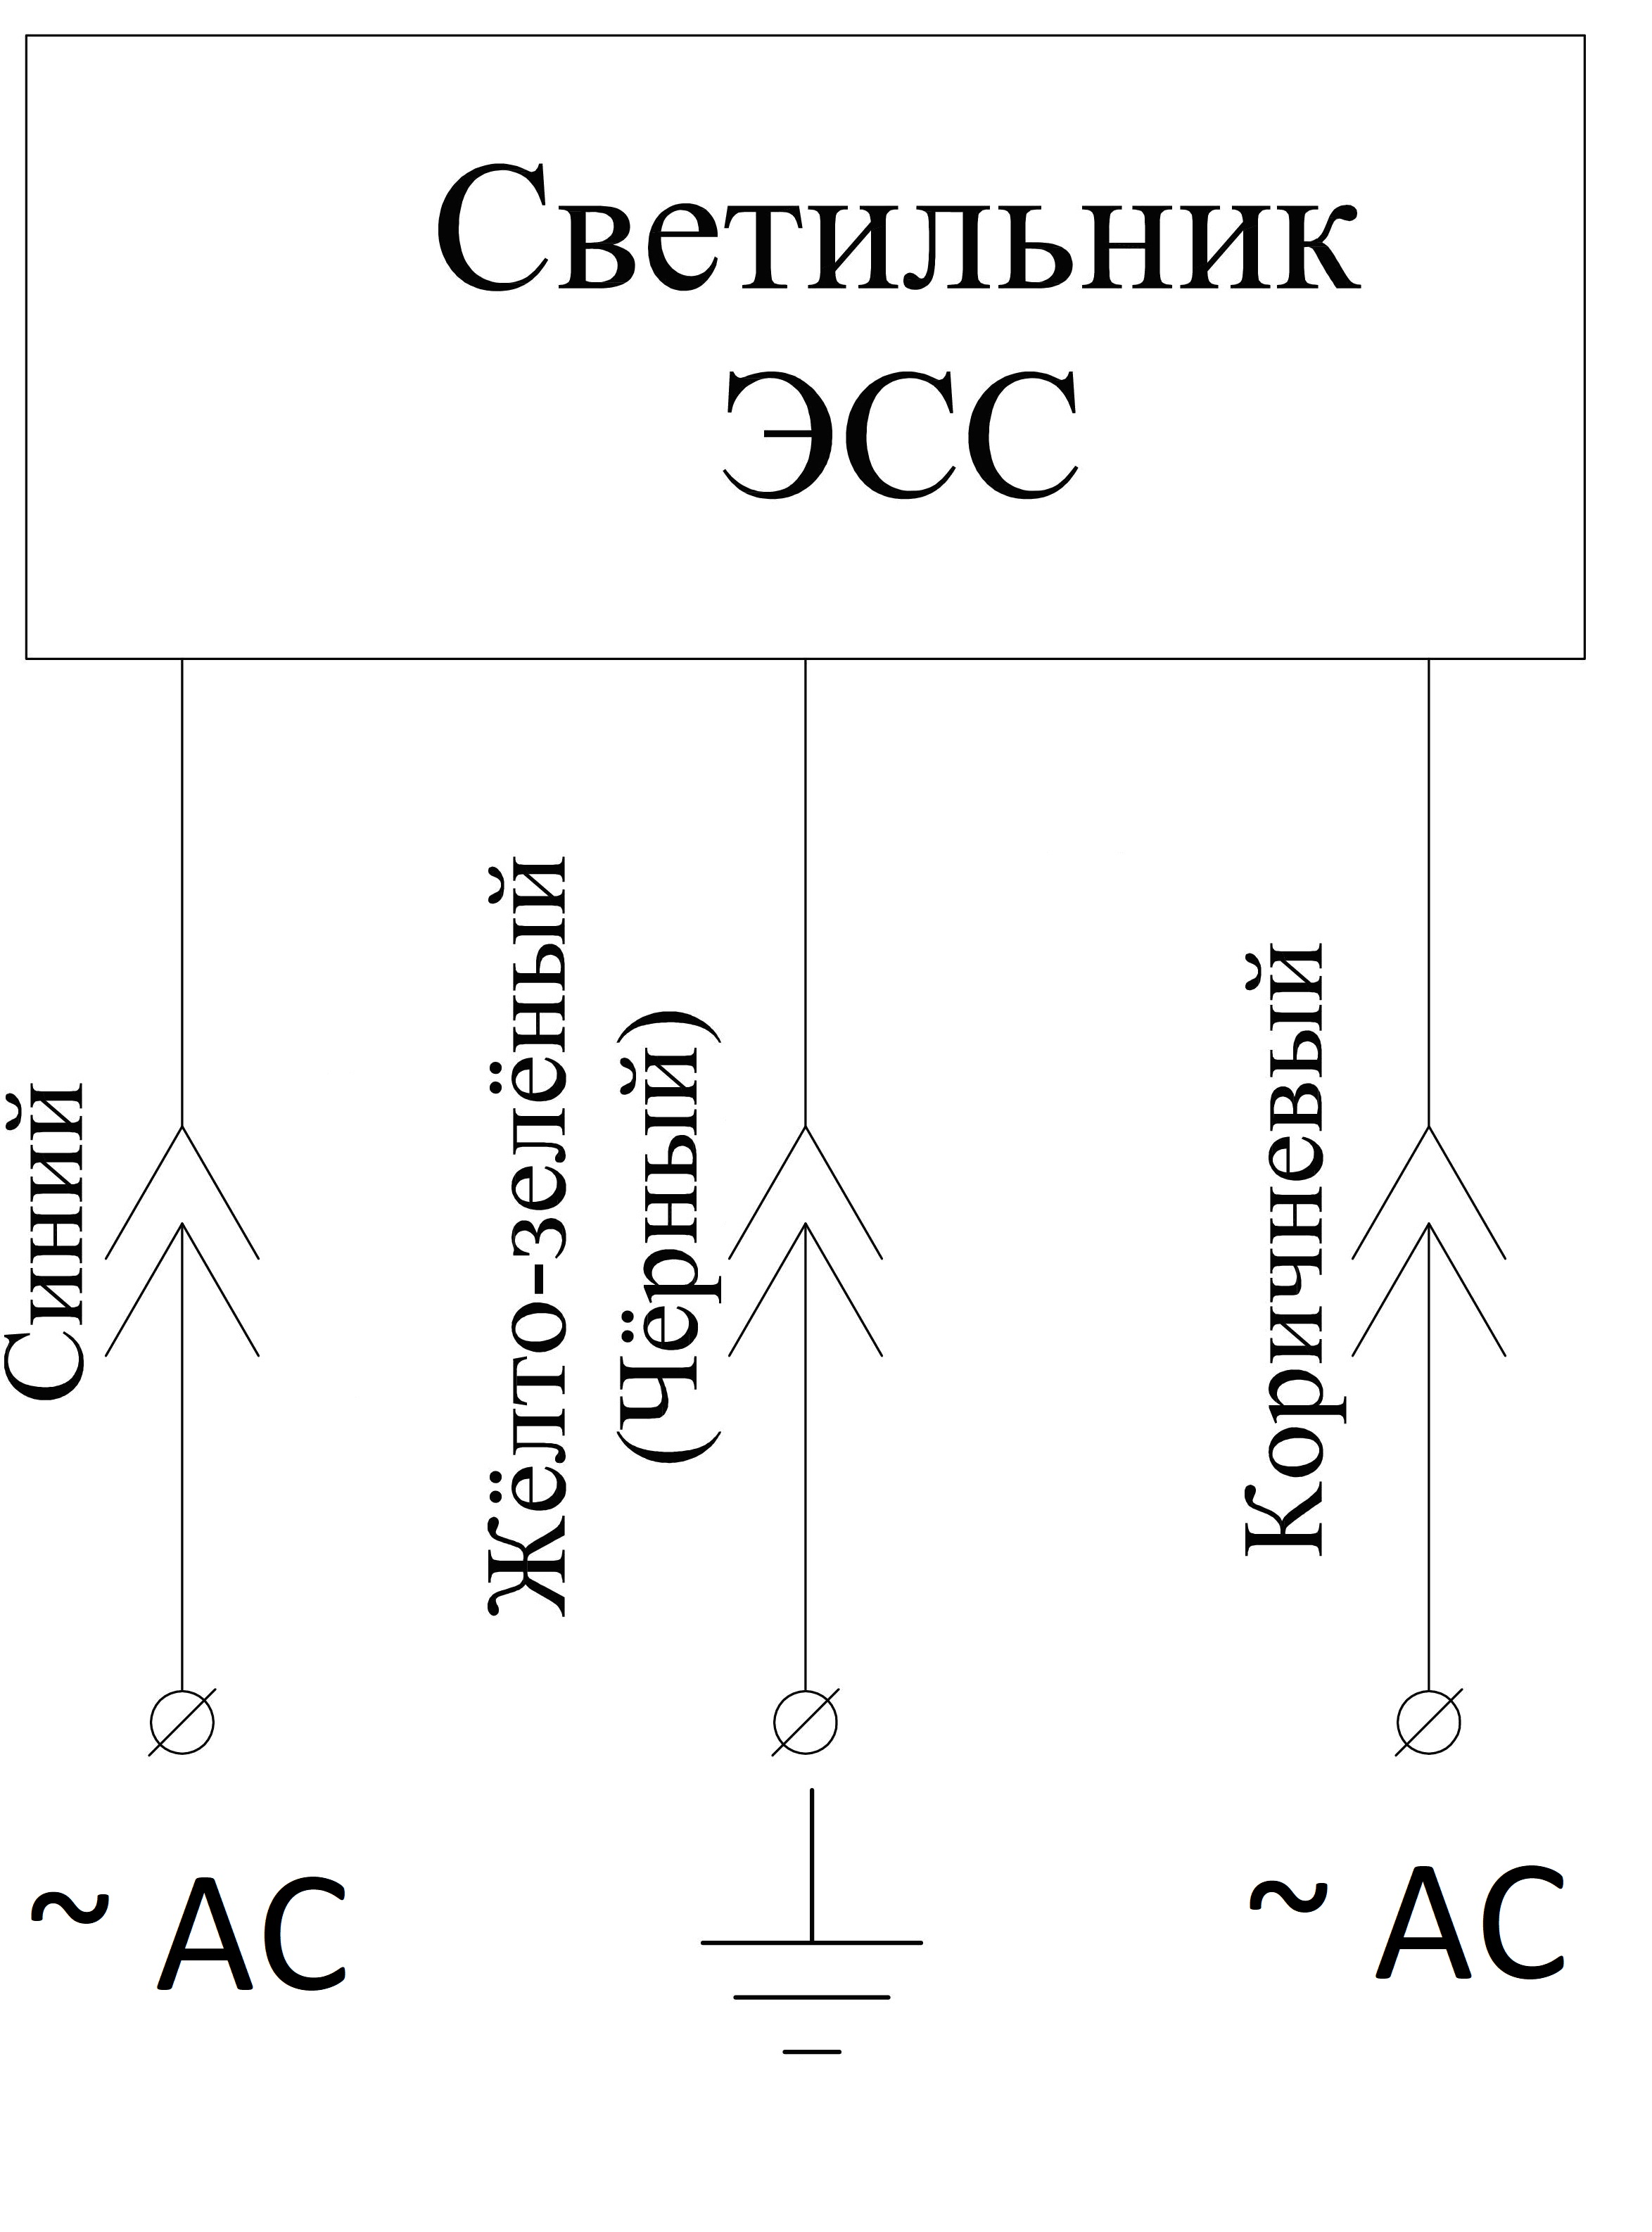 Светильник
ЭСС
Синий
Жёлто-зелёный
(Чёрный)
Коричневый
~ AC
~ AC